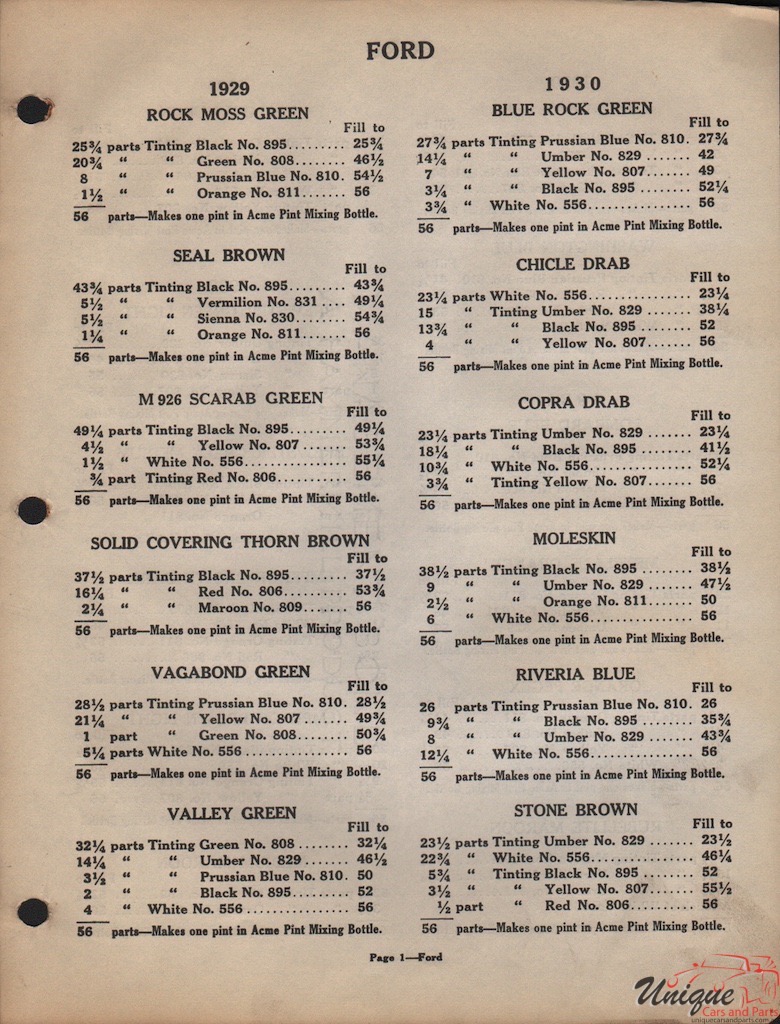 FORD
1929
ROCK MOSS GREEN
Fill to
25¾ parts Tinting Black No. 895......... 25¾
20¾ “ “ Green No. 808........ 46½
8 “ “ Prussian Blue No. 810. 54½
1½ “ “ Orange No. 811....... 56
56 parts—Makes one pint in Acme Pint Mixing Bottle.
SEAL BROWN
Fill to
43¾ parts Tinting Black No. 895......... 43¾
5½ “ “ Vermilion No. 831 .... 49¼
5½ “ “ Sienna No. 830........ 54¾
1¼ “ “ Orange No. 811....... 56
56 parts—Makes one pint in Acme Pint Mixing Bottle.
M 926 SCARAB GREEN
Fill to
49¼ parts Tinting Black No. 895......... 49¼
4½ “ “ Yellow No. 807 ....... 53¾
1½ “ White No. 556................ 55¼
¾ part Tinting Red No. 806........... 56
56 parts—Makes one pint in Acme Pint Mixing Bottle.
SOLID COVERING THORN BROWN
Fill to
37½ parts Tinting Black No. 895......... 37½
16¼ “ “ Red No. 806.......... 53¾
2¼ “ “ Maroon No. 809....... 56
56 parts—Makes one pint in Acme Pint Mixing Bottle.
VAGABOND GREEN
Fill to
28½ parts Tinting Prussian Blue No. 810. 28½
21¼ “ “ Yellow No. 807 ....... 49¾
1 part “ Green No. 808........ 50¾
5¼ parts White No. 556 ................ 56
56 parts—Makes one pint in Acme Pint Mixing Bottle.
VALLEY GREEN
Fill to
32¼ parts Tinting Green No. 808 ........ 32¼
14¼ “ “ Umber No. 829 ....... 46½
3½ “ “ Prussian Blue No. 810. 50
2 “ “ Black No. 895......... 52
4 “ White No. 556 ................ 56
56 parts—Makes one pint in Acme Pint Mixing Bottle.
1930
BLUE ROCK GREEN
Fill to
27¾ parts Tinting Prussian Blue No. 810. 27¾
14¼ “ “ Umber No. 829 ....... 42
7 “ “ Yellow No. 807....... 49
3¼ “ “ Black No. 895 ........ 52¼
3¾ “ White No. 556................ 56
56 parts—Makes one pint in Acme Pint Mixing Bottle.
CHICLE DRAB
Fill to
23¼ parts White No. 556................ 23¼
15 “ Tinting Umber No. 829 ....... 38¼
13¾ “ “ Black No. 895 ........ 52
4 “ “ Yellow No. 807....... 56
56 parts—Makes one pint in Acme Pint Mixing Bottle.
COPRA DRAB
Fill to
23¼ parts Tinting Umber No. 829 ....... 23¼
18¼ “ “ Black No. 895 ........ 41½
10¾ “ White No. 556................ 52¼
3¾ “ Tinting Yellow No. 807....... 56
56 parts—Makes one pint in Acme Pint Mixing Bottle.
MOLESKIN
Fill to
38½ parts Tinting Black No. 895 ........ 38½
9 “ “ Umber No. 829 ....... 47½
2½ “ “ Orange No. 811....... 50
6 “ White No. 556................ 56
56 parts—Makes one pint in Acme Pint Mixing Bottle.
RIVERIA BLUE
Fill to
26 parts Tinting Prussian Blue No. 810. 26
9¾ “ “ Black No. 895 ........ 35¾
8 “ “ Umber No. 829 ....... 43¾
12¼ “ White No. 556................ 56
56 parts—Makes one pint in Acme Pint Mixing Bottle.
STONE BROWN
Fill to
23½ parts Tinting Umber No. 829 ....... 23½
22¾ “ White No. 556................ 46¼
5¾ “ Tinting Black No. 895 ........ 52
3½ “ “ Yellow No. 807....... 55½
½ part “ Red No. 806.......... 56
56 parts—Makes one pint in Acme Pint Mixing Bottle.
Page 1—Ford
Unique
Cars and Parts
uniquecarsandparts.com